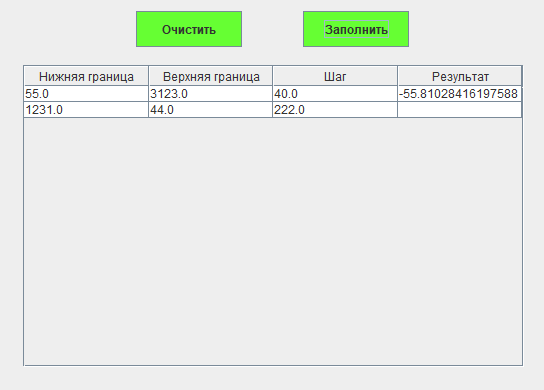 Очистить Заполнить
Нижняя граница Верхняя граница Шаг Результат
55.0 3123.0 40.0 -55.81028416197588
1231.0 44.0 222.0